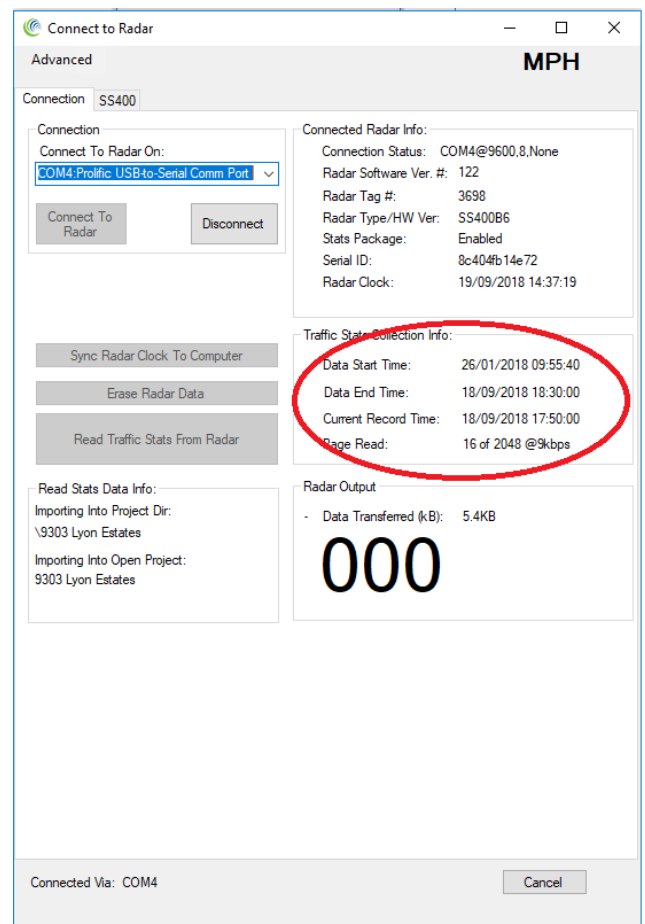 Connect to Radar
Advanced
MPH
Connection SS400
Connection
Connect To Radar On:
COM4:Prolific USB-to-Serial Comm Port
Connect To Radar
Disconnect
Connected Radar Info:
Connection Status: COM4@9600,8,None
Radar Software Ver. #: 122
Radar Tag #: 3698
Radar Type/HW Ver: SS400B6
Stats Package: Enabled
Serial ID: 8c404fb14e72
Radar Clock: 19/09/2018 14:37:19
Sync Radar Clock To Computer
Erase Radar Data
Read Traffic Stats From Radar
Traffic Stats Collection Info:
Data Start Time: 26/01/2018 09:55:40
Data End Time: 18/09/2018 18:30:00
Current Record Time: 18/09/2018 17:50:00
Page Read: 16 of 2048 @9kbps
Read Stats Data Info:
Importing Into Project Dir:
\9303 Lyon Estates
Importing Into Open Project:
9303 Lyon Estates
Radar Output
- Data Transferred (kB): 5.4KB
000
Connected Via: COM4
Cancel